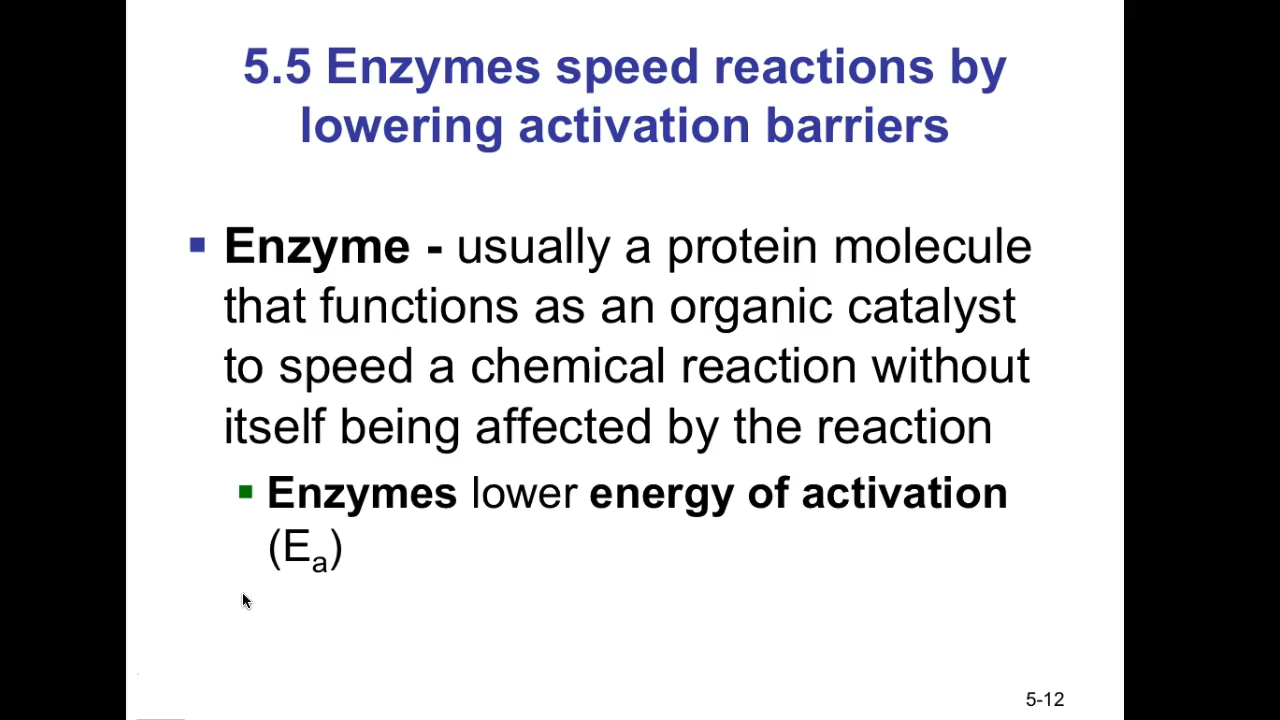 5.5 Enzymes speed reactions by
lowering activation barriers
▪ Enzyme - usually a protein molecule
that functions as an organic catalyst
to speed a chemical reaction without
itself being affected by the reaction
▪ Enzymes lower energy of activation
(Eₐ)
5-12